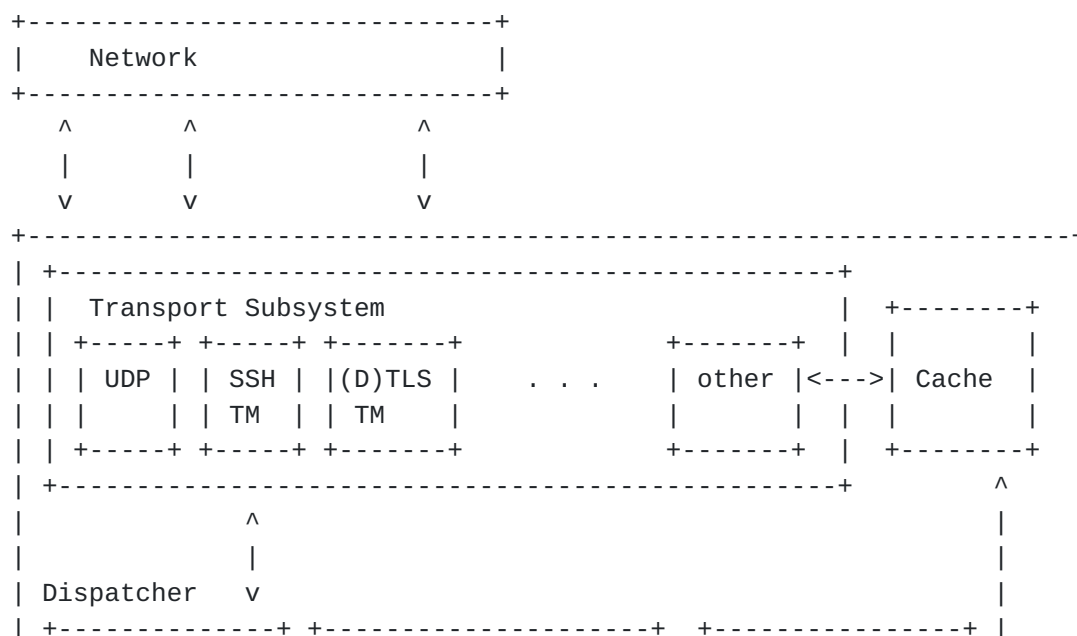 +------------------------------+
|    Network                   |
+------------------------------+
   ^       ^              ^
   |       |              |
   v       v              v
+-------------------------------------------------------------------+
| +--------------------------------------------------+
| |  Transport Subsystem                             |  +--------+
| | +-----+ +-----+ +-------+             +-------+  |  |        |
| | | UDP | | SSH | |(D)TLS |    . . .    | other |<--->| Cache  |
| | |     | | TM  | | TM    |             |       |  |  |        |
| | +-----+ +-----+ +-------+             +-------+  |  +--------+
| +--------------------------------------------------+         ^
|              ^                                               |
|              |                                               |
| Dispatcher   v                                               |
| +--------------+ +---------------------+  +----------------+ |